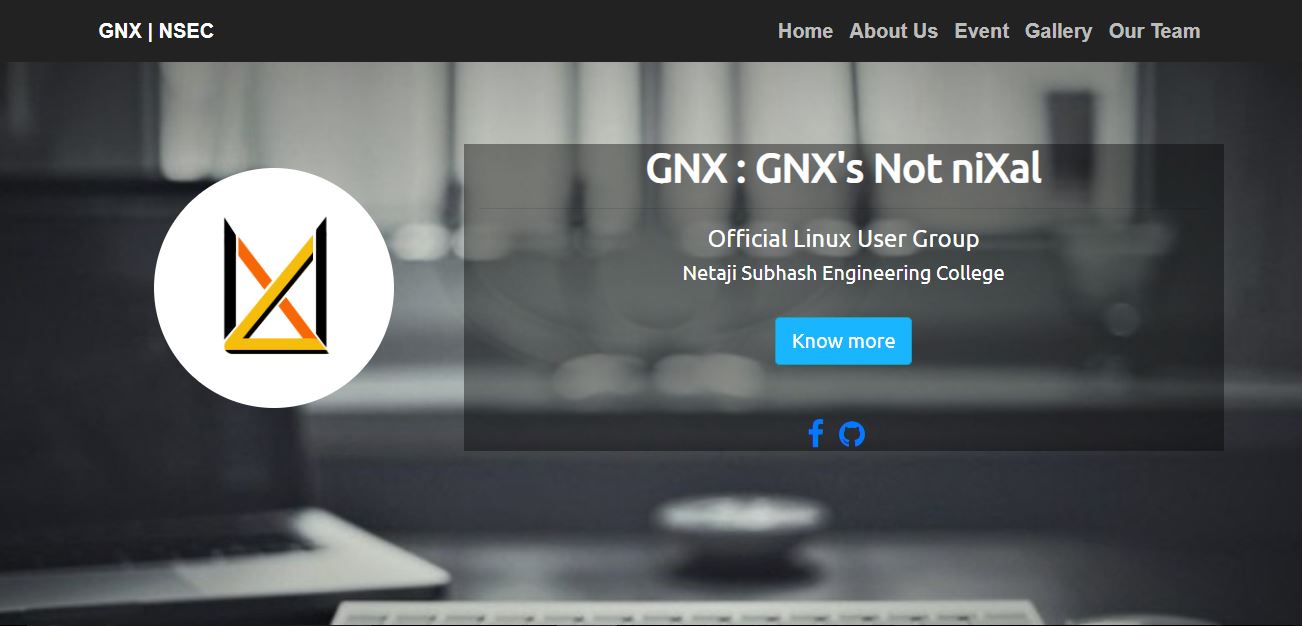 GNX | NSEC
Home About Us Event Gallery Our Team
GNX : GNX's Not niXal
Official Linux User Group
Netaji Subhash Engineering College
Know more